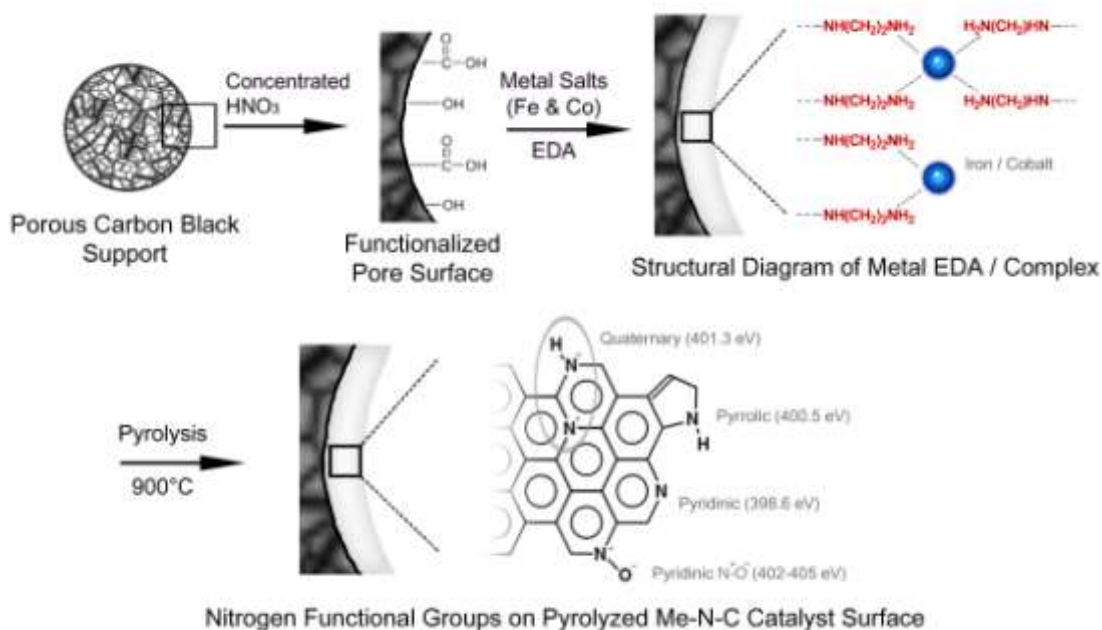 Concentrated
HNO₃
Porous Carbon Black
Support
O
C
OH
OH
O
C
OH
OH
Functionalized
Pore Surface
Metal Salts
(Fe & Co)
EDA
NH(CH₂)₂NH₂
H₂N(CH₂)HN
NH(CH₂)₂NH₂
H₂N(CH₂)HN
NH(CH₂)₂NH₂
Iron / Cobalt
NH(CH₂)₂NH₂
Structural Diagram of Metal EDA / Complex
Pyrolysis
900°C
Quaternary (401.3 eV)
H
N⁺
N⁺
Pyrrolic (400.5 eV)
N
H
N
Pyridinic (398.6 eV)
N⁺
O⁻
Pyridinic N⁺O⁻ (402-405 eV)
Nitrogen Functional Groups on Pyrolyzed Me-N-C Catalyst Surface